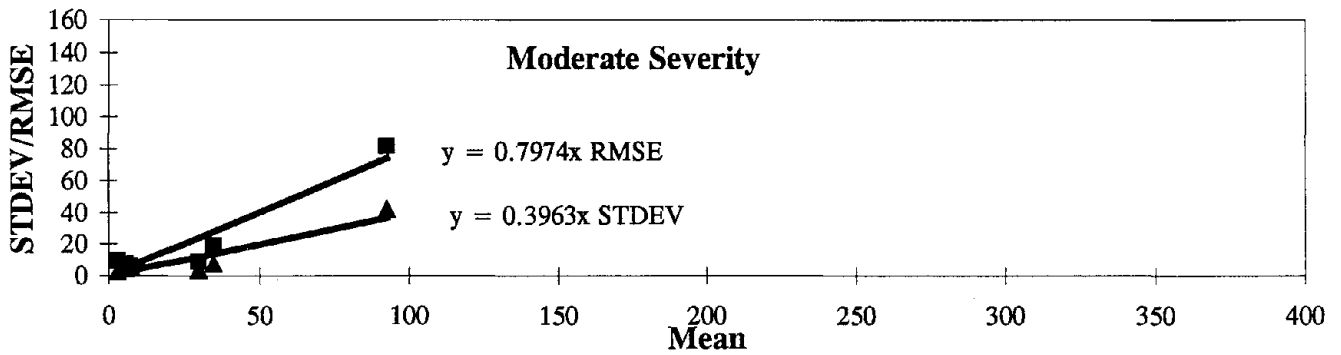 Moderate Severity
STDEV/RMSE
160
140
120
100
80
60
40
20
0
y = 0.7974x RMSE
y = 0.3963x STDEV
0 50 100 150 200 250 300 350 400
Mean